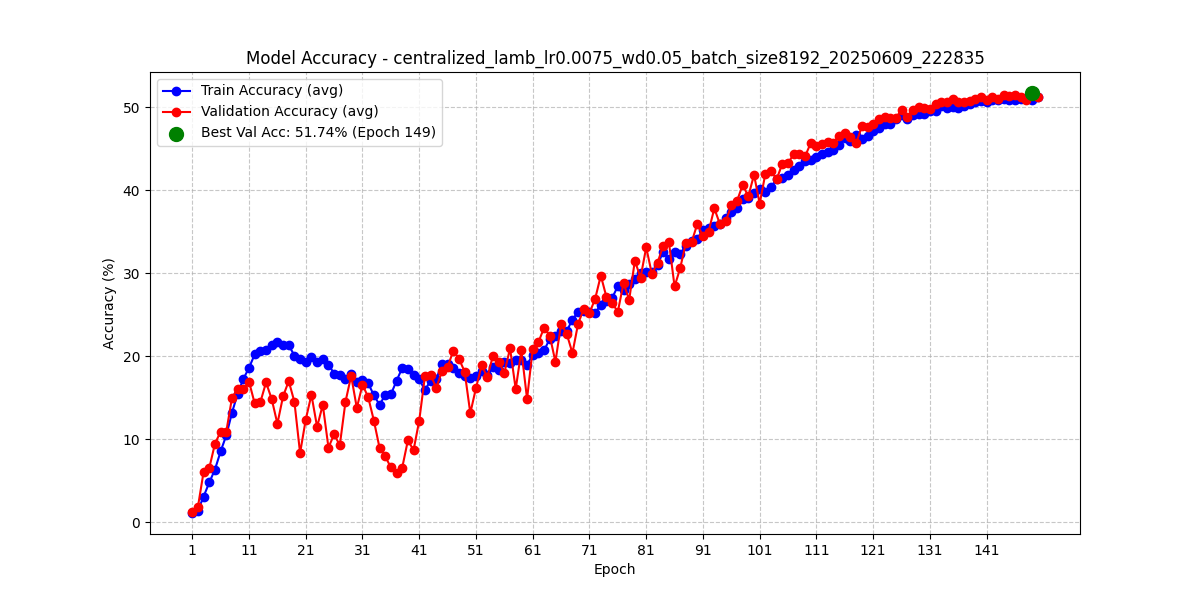 Model Accuracy - centralized_lamb_lr0.0075_wd0.05_batch_size8192_20250609_222835
Train Accuracy (avg)
Validation Accuracy (avg)
Best Val Acc: 51.74% (Epoch 149)
Accuracy (%)
50
40
30
20
10
0
1 11 21 31 41 51 61 71 81 91 101 111 121 131 141
Epoch